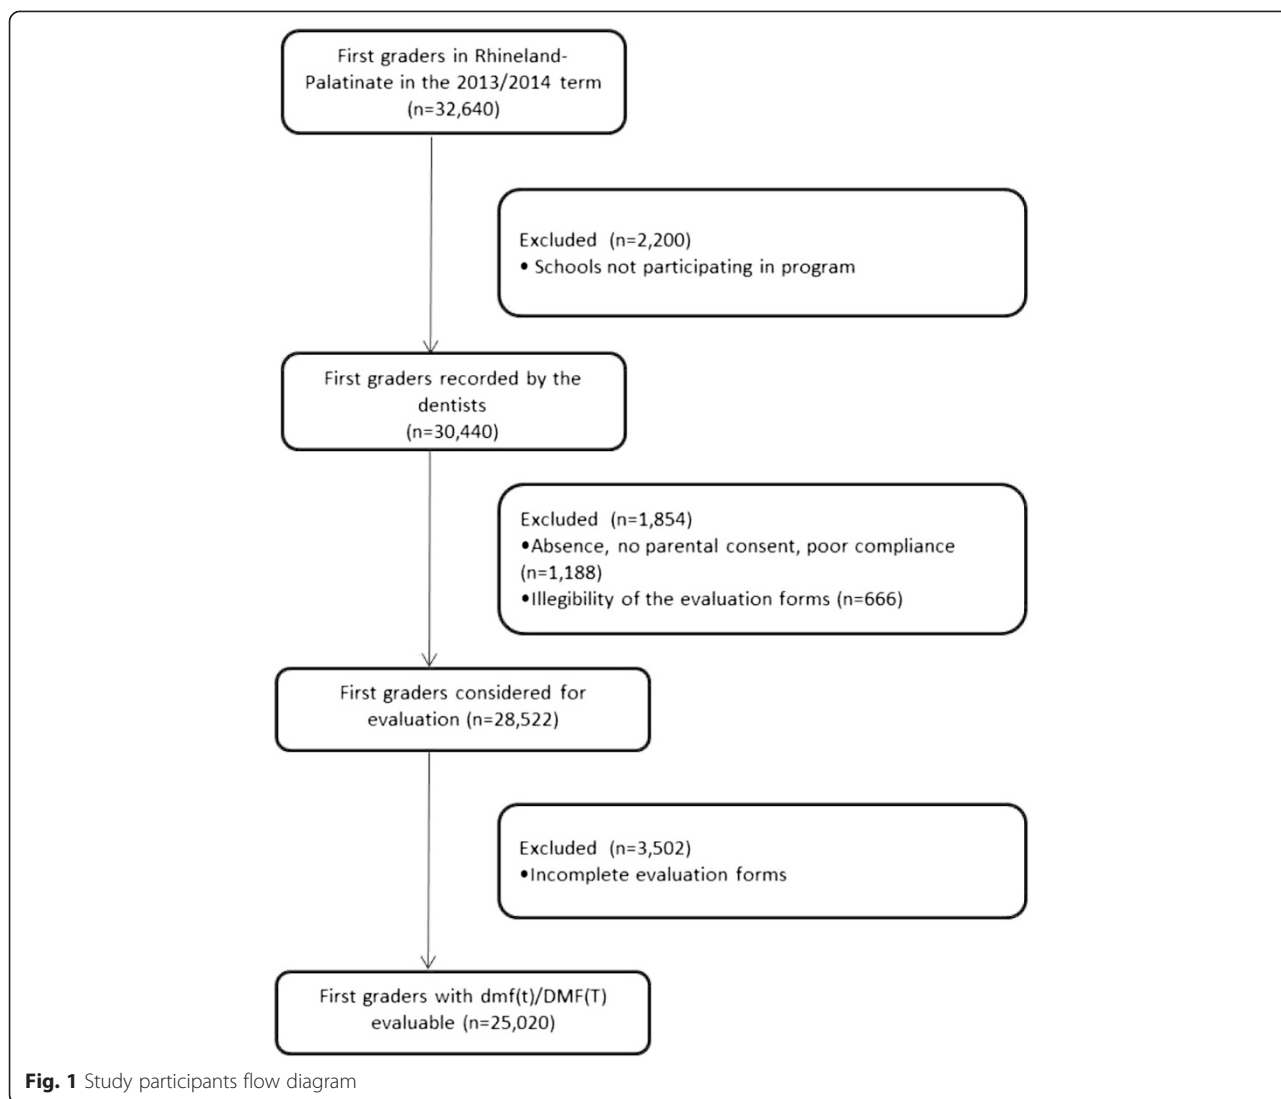 First graders in Rhineland-
Palatinate in the 2013/2014 term
(n=32,640)
Excluded (n=2,200)
• Schools not participating in program
First graders recorded by the
dentists
(n=30,440)
Excluded (n=1,854)
•Absence, no parental consent, poor compliance
(n=1,188)
•Illegibility of the evaluation forms (n=666)
First graders considered for
evaluation (n=28,522)
Excluded (n=3,502)
•Incomplete evaluation forms
First graders with dmf(t)/DMF(T)
evaluable (n=25,020)
Fig. 1 Study participants flow diagram